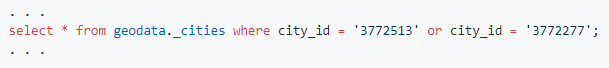 . . .
select * from geodata._cities where city_id = '3772513' or city_id = '3772277';
. . .